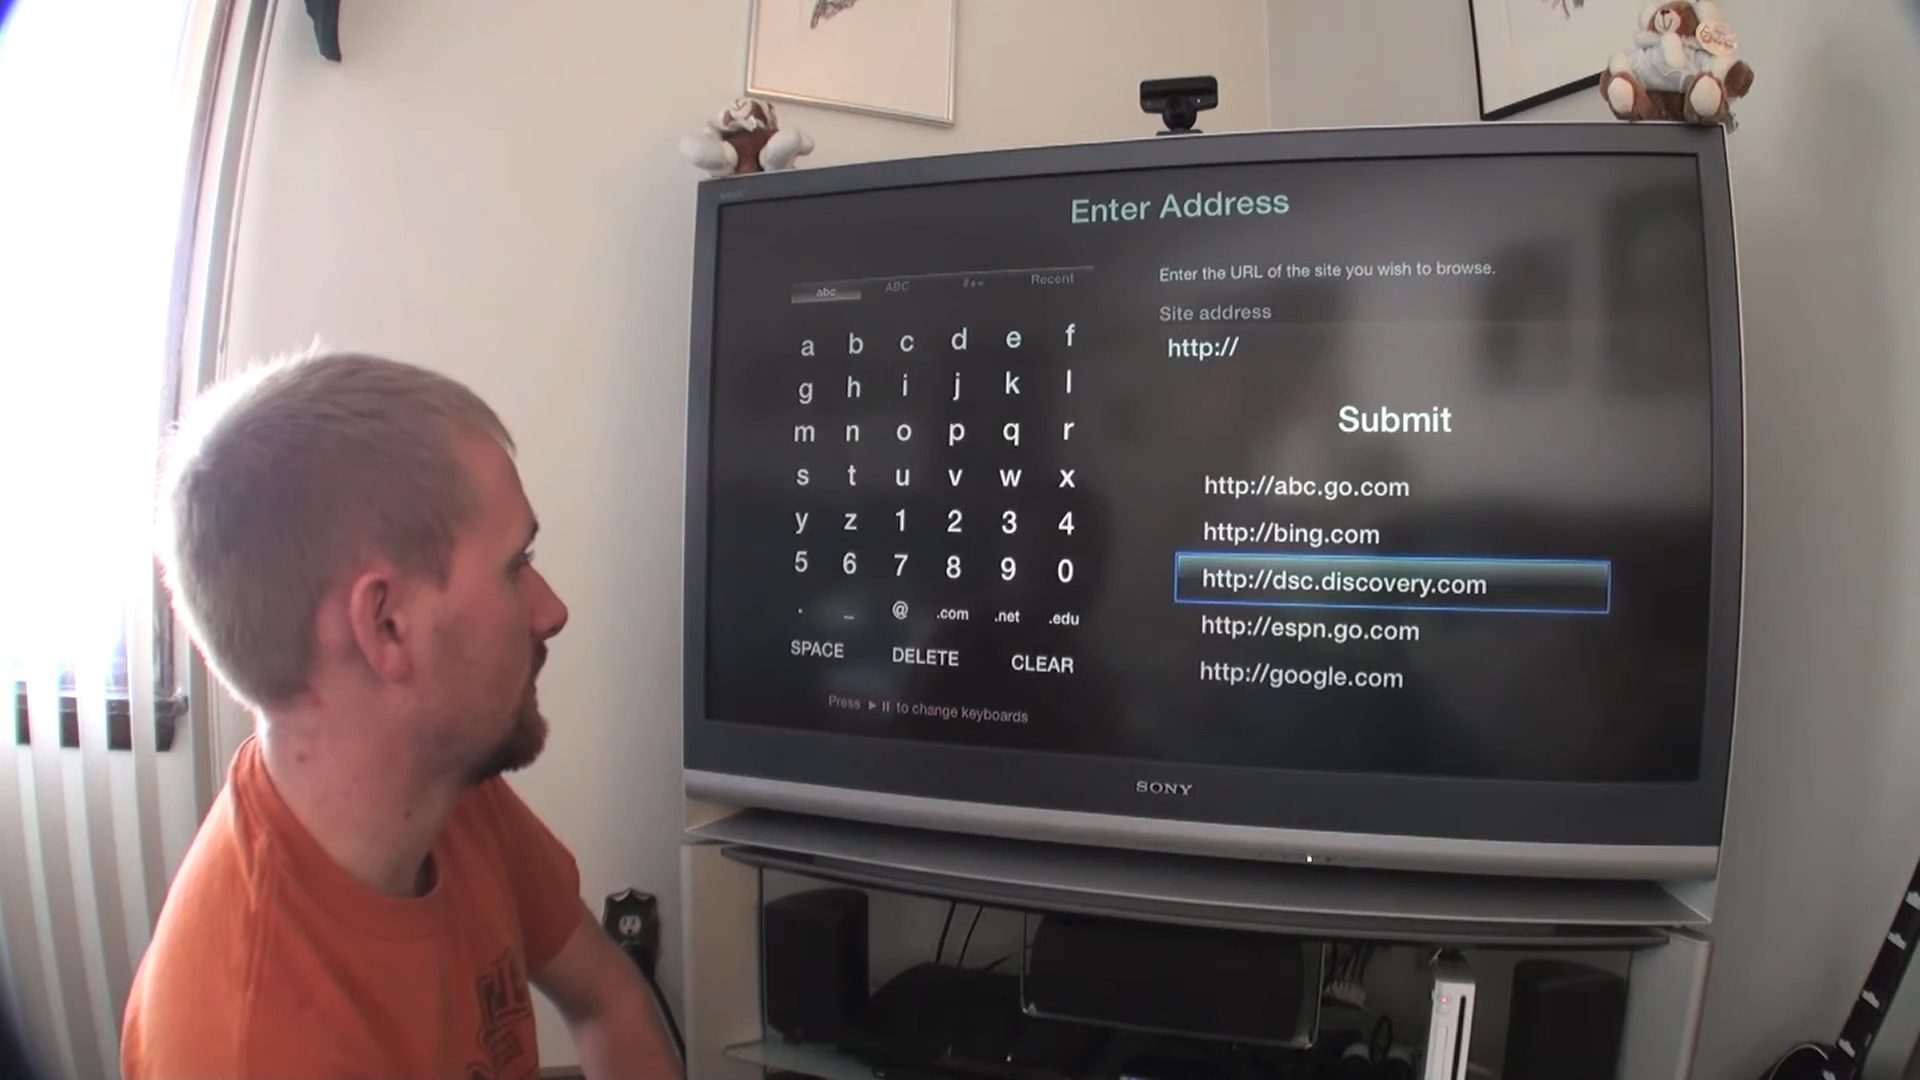 Enter Address
abc ABC #+= Recent
a b c d e f
g h i j k l
m n o p q r
s t u v w x
y z 1 2 3 4
5 6 7 8 9 0
. _ @ .com .net .edu
SPACE DELETE CLEAR
Press ►II to change keyboards
Enter the URL of the site you wish to browse.
Site address
http://
Submit
http://abc.go.com
http://bing.com
http://dsc.discovery.com
http://espn.go.com
http://google.com
SONY